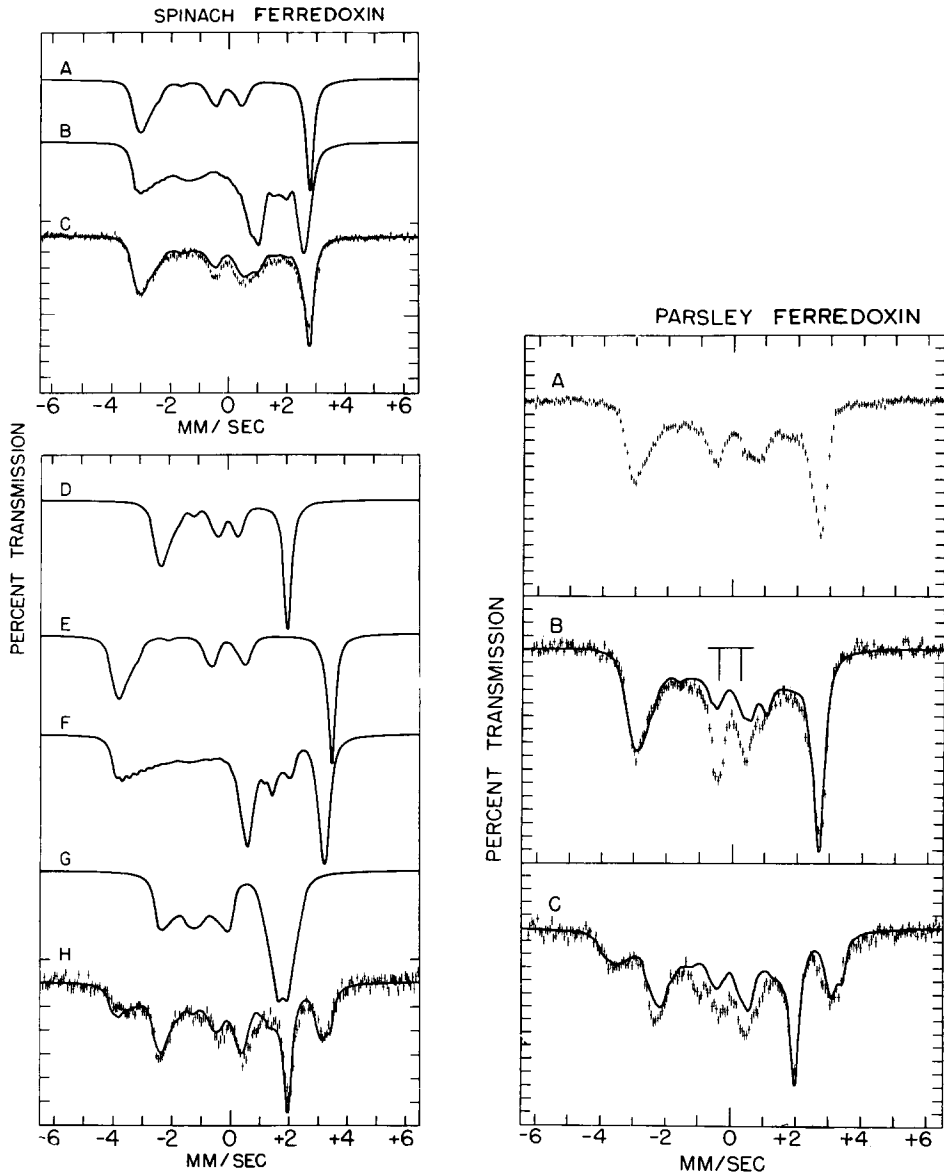 SPINACH FERREDOXIN
A
B
C
-6 -4 -2 0 +2 +4 +6
MM/SEC
PERCENT TRANSMISSION
D
E
F
G
H
-6 -4 -2 0 +2 +4 +6
MM/SEC
PARSLEY FERREDOXIN
A
B
C
PERCENT TRANSMISSION
-6 -4 -2 0 +2 +4 +6
MM/SEC